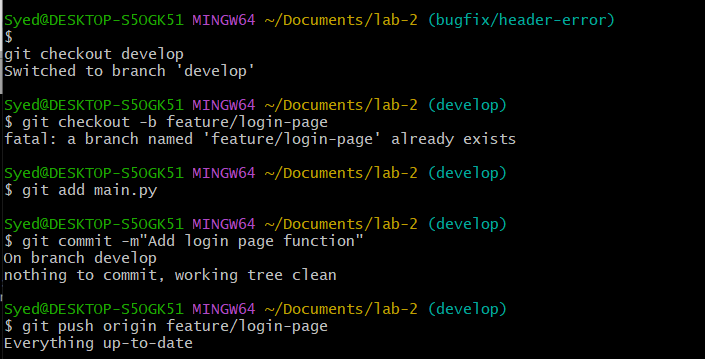 Syed@DESKTOP-S5OGK51 MINGW64 ~/Documents/lab-2 (bugfix/header-error)
$
git checkout develop
Switched to branch 'develop'
Syed@DESKTOP-S5OGK51 MINGW64 ~/Documents/lab-2 (develop)
$ git checkout -b feature/login-page
fatal: a branch named 'feature/login-page' already exists
Syed@DESKTOP-S5OGK51 MINGW64 ~/Documents/lab-2 (develop)
$ git add main.py
Syed@DESKTOP-S5OGK51 MINGW64 ~/Documents/lab-2 (develop)
$ git commit -m"Add login page function"
On branch develop
nothing to commit, working tree clean
Syed@DESKTOP-S5OGK51 MINGW64 ~/Documents/lab-2 (develop)
$ git push origin feature/login-page
Everything up-to-date